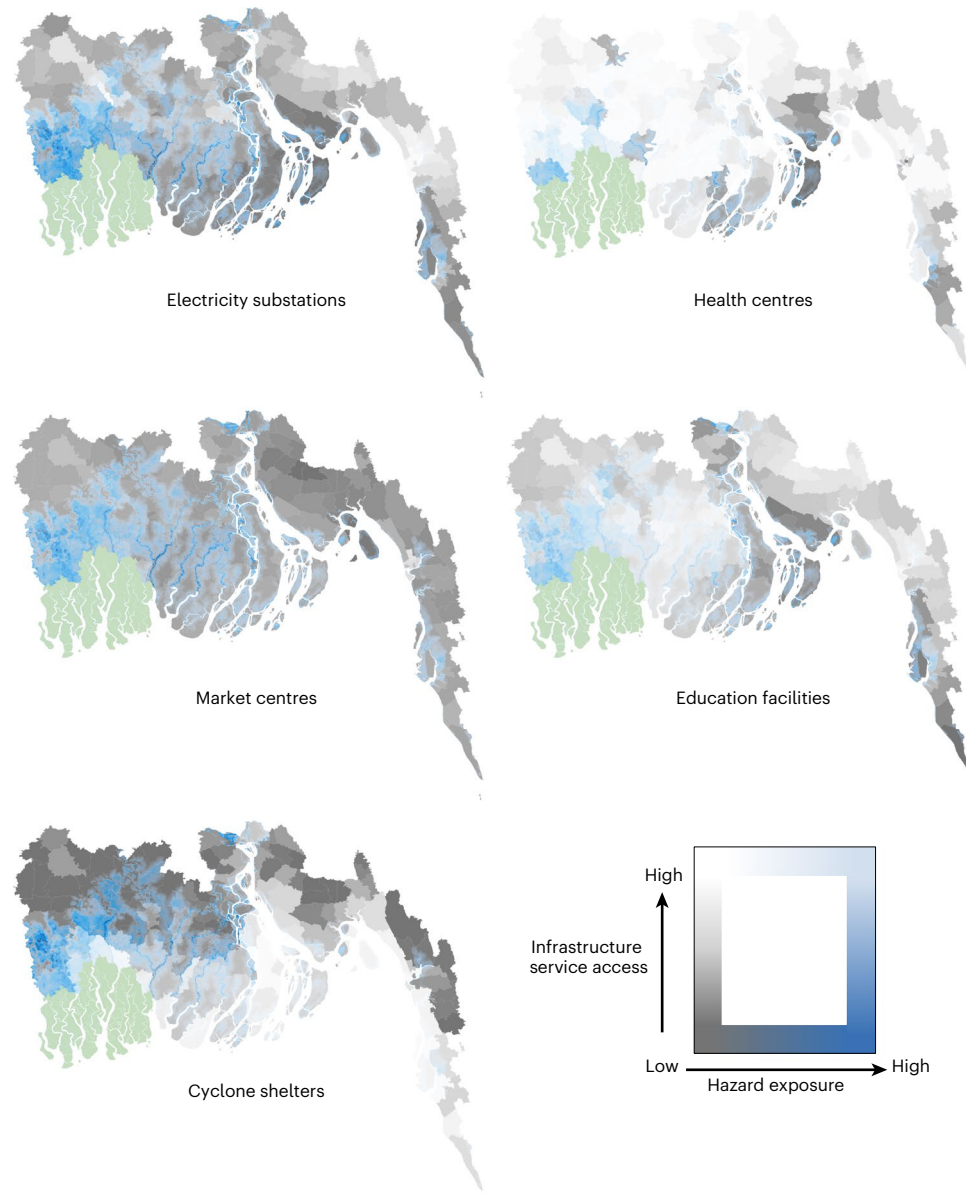 Electricity substations
Health centres
Market centres
Education facilities
Cyclone shelters
High
Infrastructure
service access
Low
High
Hazard exposure